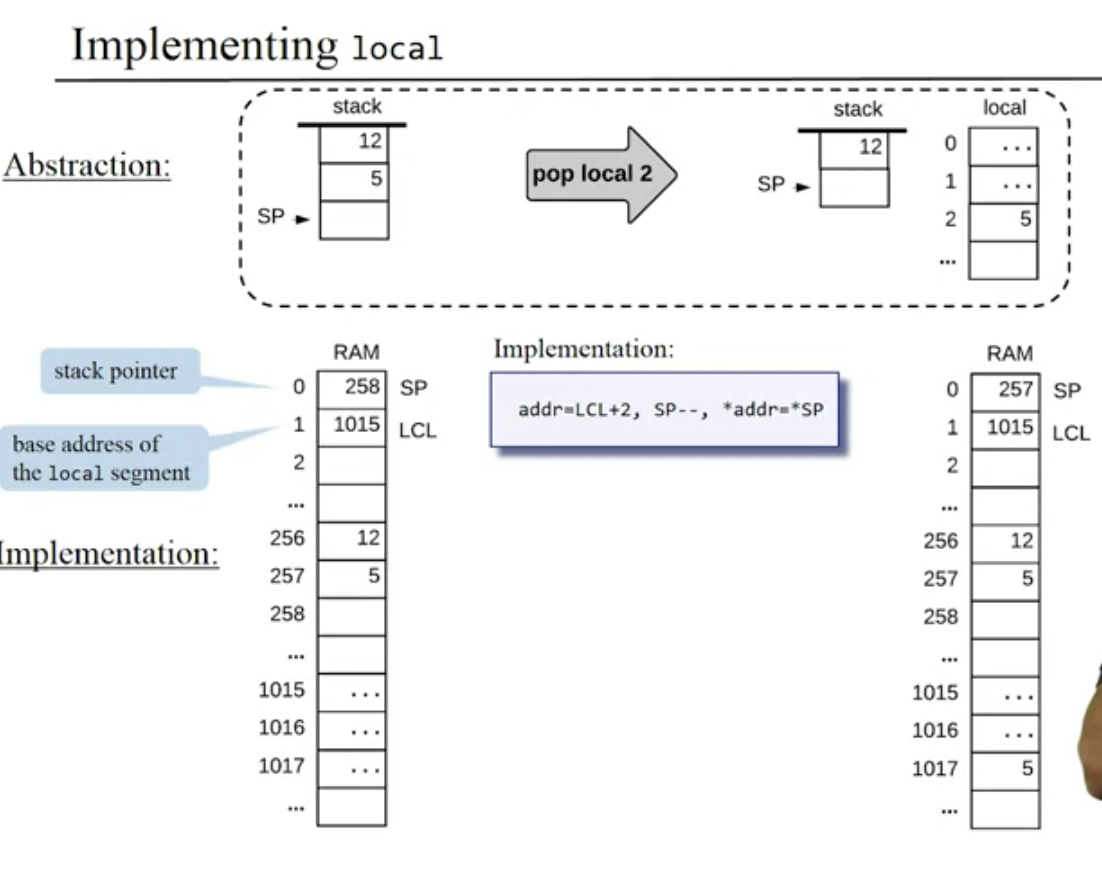 Implementing local
Abstraction:
stack
12
5
SP
pop local 2
stack
12
SP
local
0 ...
1 ...
2 5
...
stack pointer
base address of
the local segment
Implementation:
RAM
0 258 SP
1 1015 LCL
2
...
256 12
257 5
258
...
1015 ...
1016 ...
1017 ...
...
Implementation:
addr=LCL+2, SP--, *addr=*SP
RAM
0 257 SP
1 1015 LCL
2
...
256 12
257 5
258
...
1015 ...
1016 ...
1017 5
...